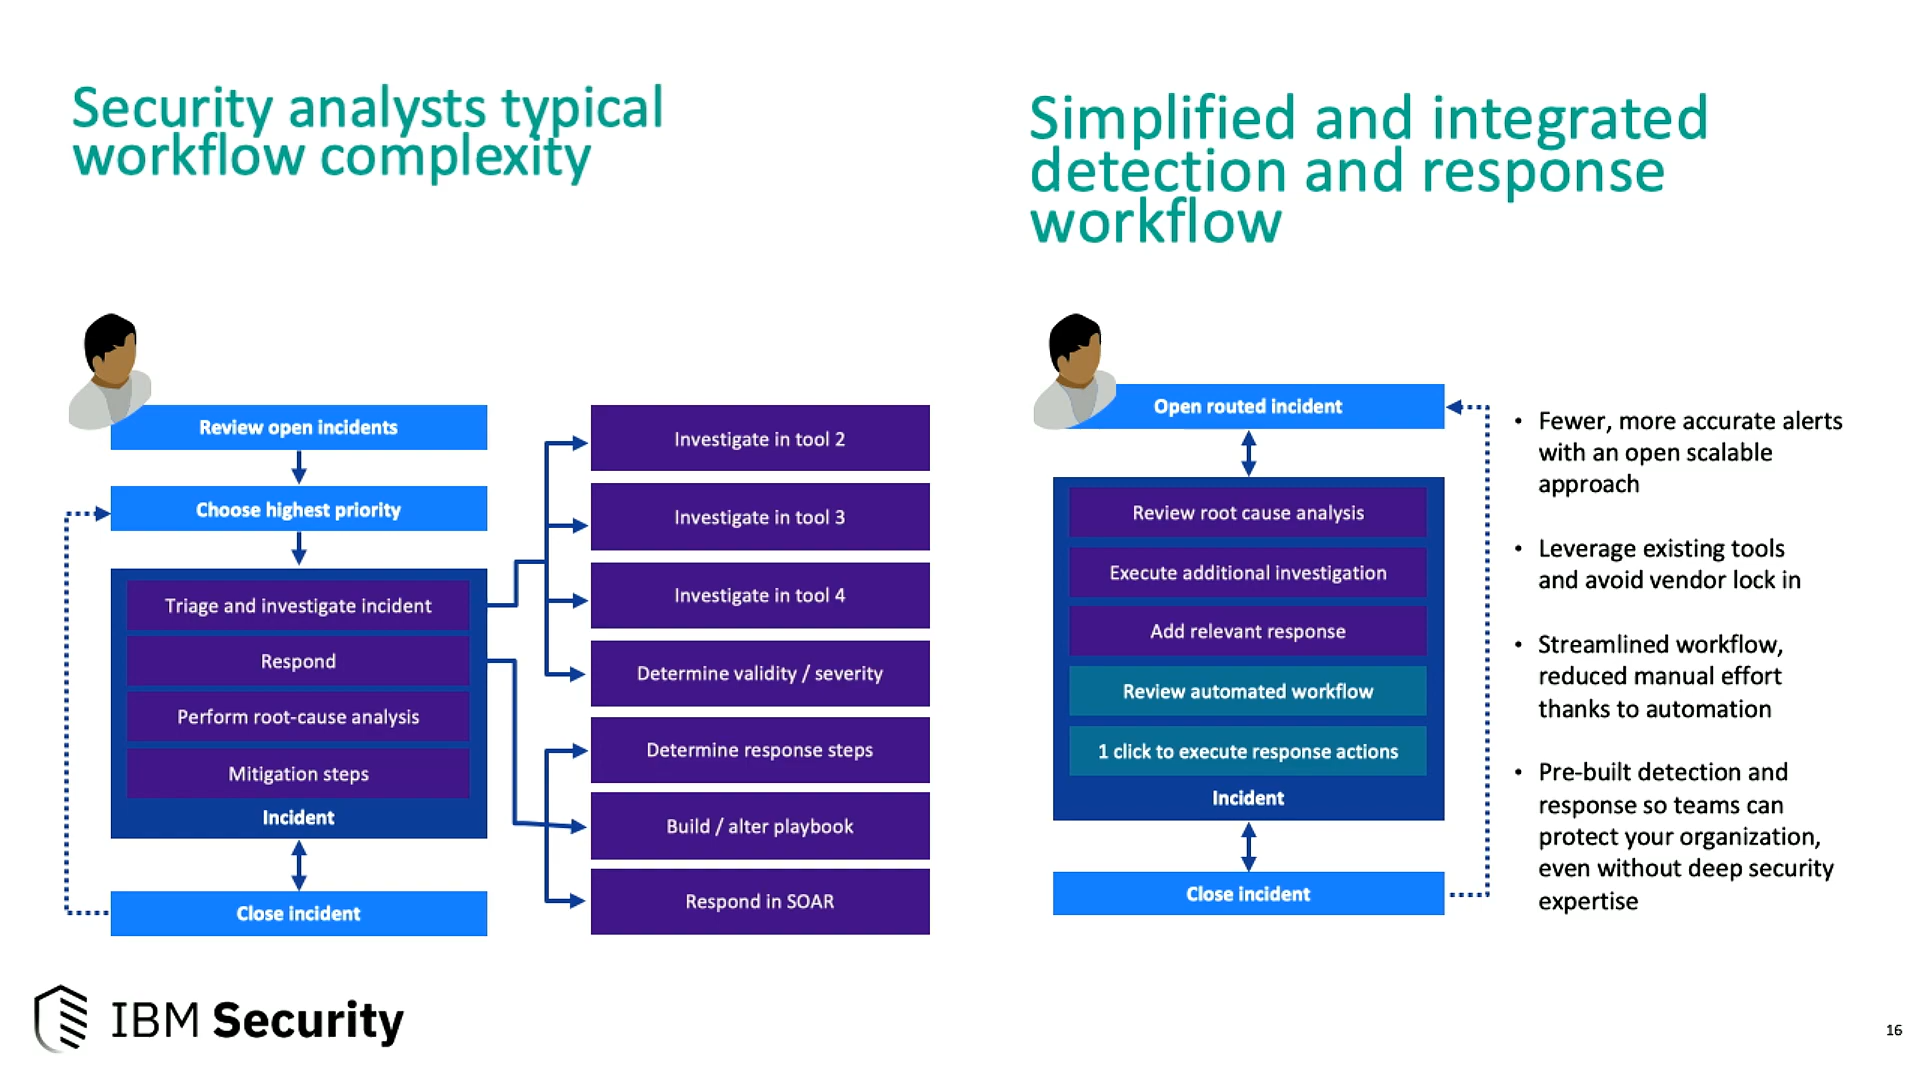 Security analysts typical
workflow complexity
Review open incidents
Choose highest priority
Triage and investigate incident
Respond
Perform root-cause analysis
Mitigation steps
Incident
Close incident
Investigate in tool 2
Investigate in tool 3
Investigate in tool 4
Determine validity / severity
Determine response steps
Build / alter playbook
Respond in SOAR
Simplified and integrated
detection and response
workflow
Open routed incident
Review root cause analysis
Execute additional investigation
Add relevant response
Review automated workflow
1 click to execute response actions
Incident
Close incident
• Fewer, more accurate alerts
with an open scalable
approach
• Leverage existing tools
and avoid vendor lock in
• Streamlined workflow,
reduced manual effort
thanks to automation
• Pre-built detection and
response so teams can
protect your organization,
even without deep security
expertise
IBM Security
16